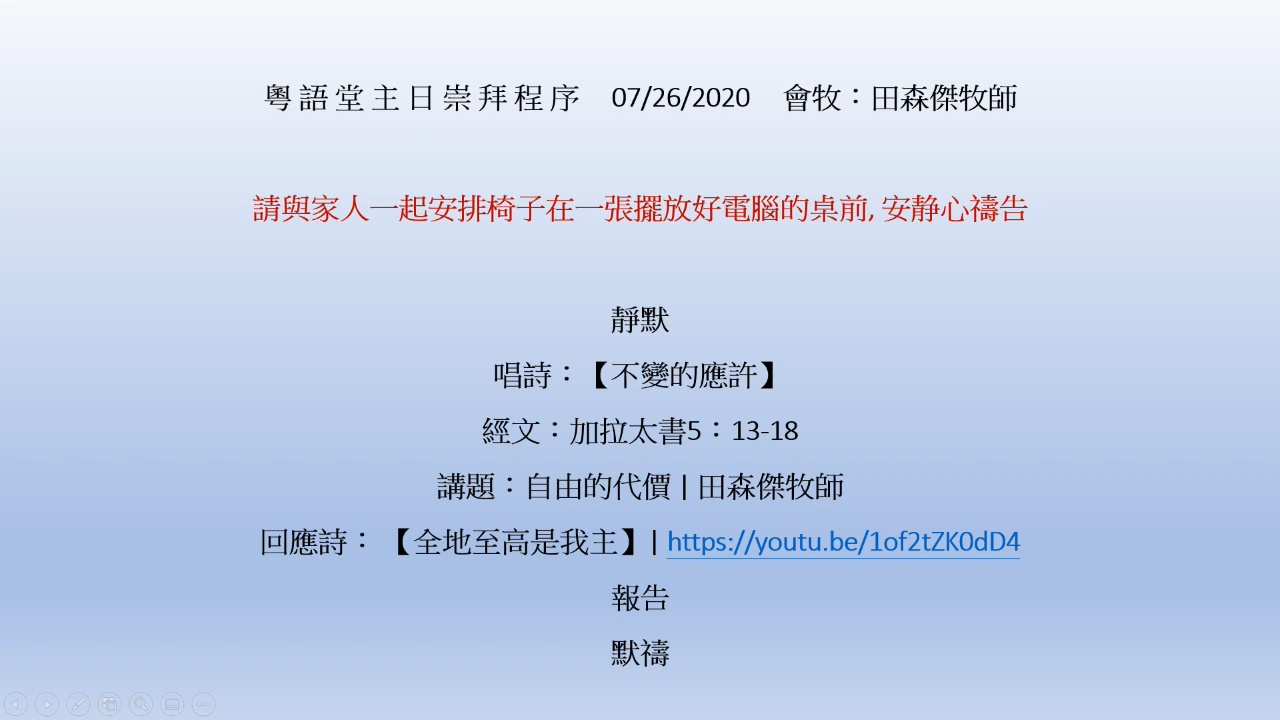 粵語堂主日崇拜程序 07/26/2020 會牧：田森傑牧師
請與家人一起安排椅子在一張擺放好電腦的桌前, 安静心禱告
靜默
唱詩：【不變的應許】
經文：加拉太書5：13-18
講題：自由的代價 | 田森傑牧師
回應詩：【全地至高是我主】| https://youtu.be/1of2tZK0dD4
報告
默禱